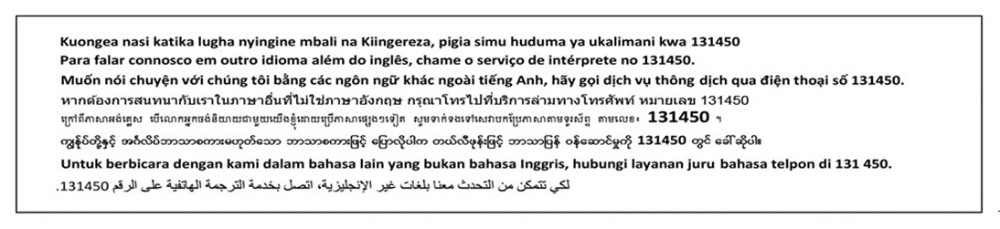 Kuongea nasi katika lugha nyingine mbali na Kiingereza, pigia simu huduma ya ukalimani kwa 131450
Para falar connosco em outro idioma além do inglês, chame o serviço de intérprete no 131450.
Muốn nói chuyện với chúng tôi bằng các ngôn ngữ khác ngoài tiếng Anh, hãy gọi dịch vụ thông dịch qua điện thoại số 131450.
หากต้องการสนทนากับเราในภาษาอื่นที่ไม่ใช่ภาษาอังกฤษ กรุณาโทรไปที่บริการล่ามทางโทรศัพท์ หมายเลข 131450
ក្រៅពីភាសាអង់គ្លេស បើលោកអ្នកចង់និយាយជាមួយយើងខ្ញុំដោយប្រើភាសាផ្សេងៗទៀត សូមទាក់ទងទៅសេវាបកប្រែភាសាតាមទូរស័ព្ទ តាមលេខ៖ 131450 ។
ကျွန်ုပ်တို့နှင့် အင်္ဂလိပ်ဘာသာစကားမဟုတ်သော ဘာသာစကားဖြင့် ပြောလိုပါက တယ်လီဖုန်းဖြင့် ဘာသာပြန် ဝန်ဆောင်မှုကို 131450 တွင် ခေါ်ဆိုပါ။
Untuk berbicara dengan kami dalam bahasa lain yang bukan bahasa Inggris, hubungi layanan juru bahasa telpon di 131 450.
لكي تتمكن من التحدث معنا بلغات غير الإنجليزية، اتصل بخدمة الترجمة الهاتفية على الرقم 131450.